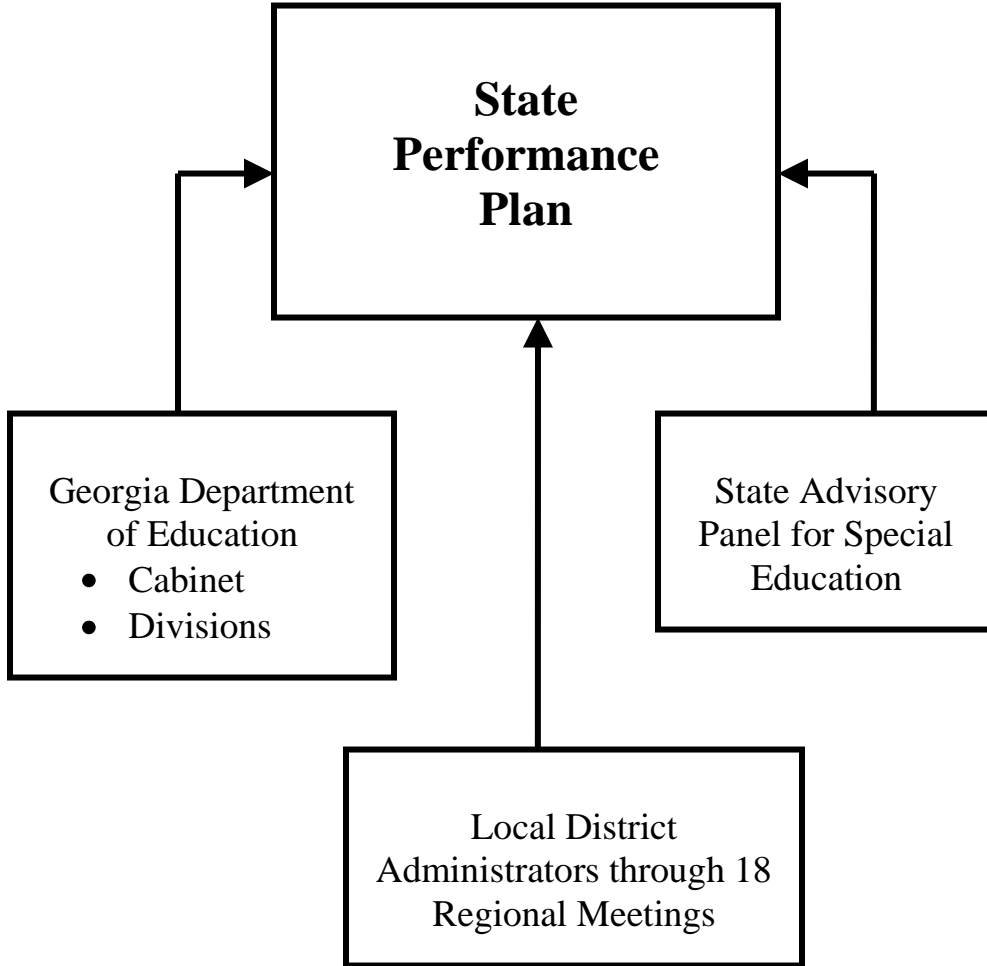 State
Performance
Plan
Georgia Department
of Education
• Cabinet
• Divisions
State Advisory
Panel for Special
Education
Local District
Administrators through 18
Regional Meetings